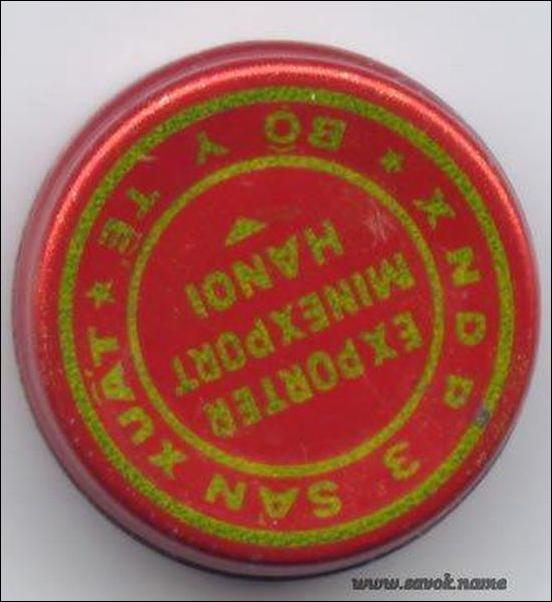 BỘ Y TẾ
XNDP 3 SẢN XUẤT
EXPORTER
MINEXPORT
HANOI
www.savok.name